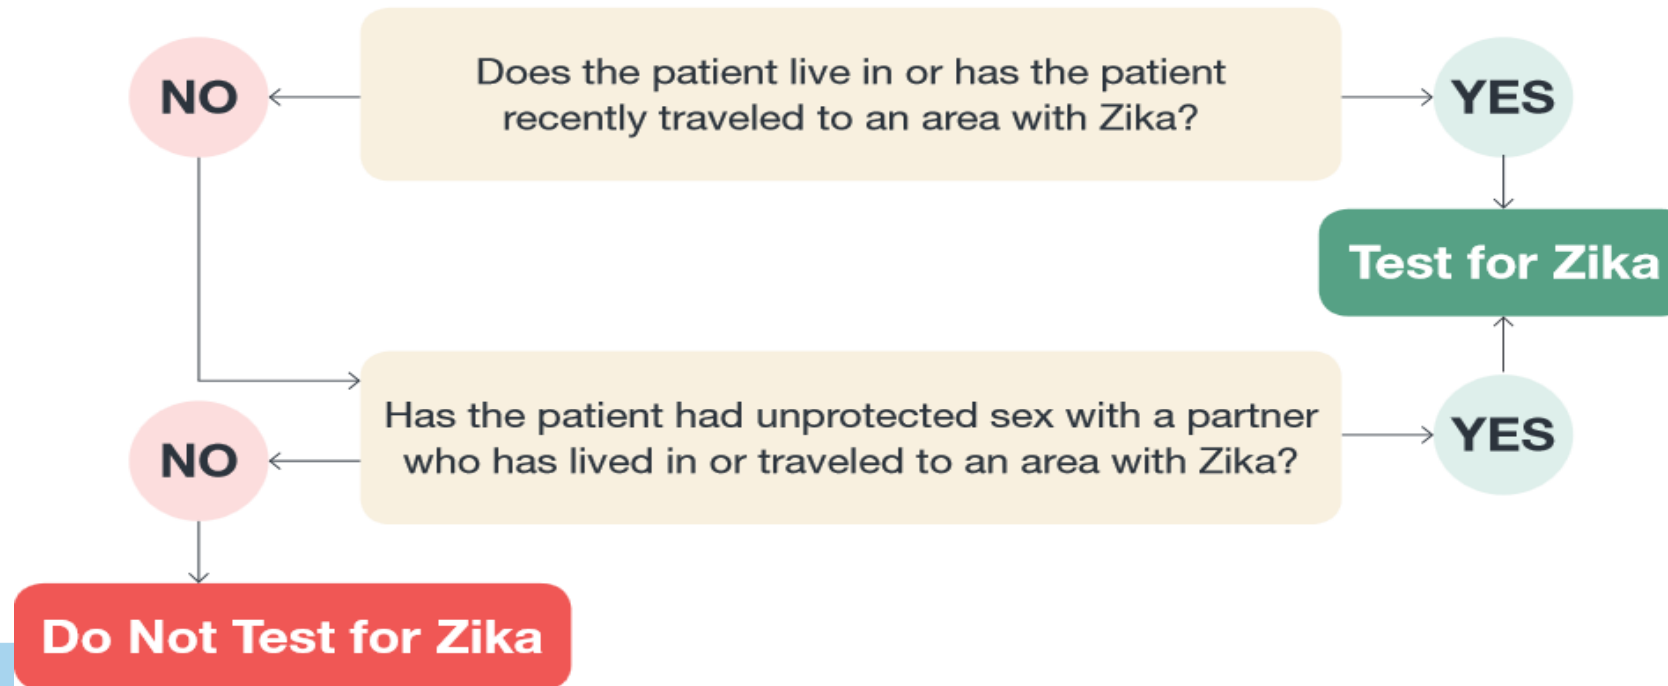 Does the patient live in or has the patient
recently traveled to an area with Zika?
NO
YES
Test for Zika
Has the patient had unprotected sex with a partner
who has lived in or traveled to an area with Zika?
NO
YES
Do Not Test for Zika